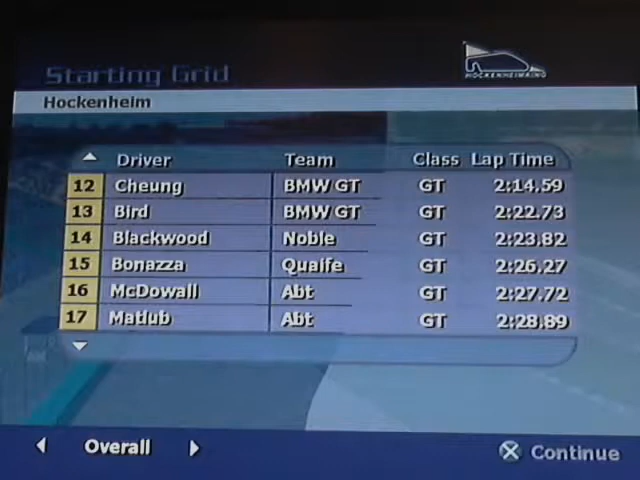 Starting Grid
HOCKENHEIMRING
Hockenheim
Driver Team Class Lap Time
12 Cheung BMW GT GT 2:14.59
13 Bird BMW GT GT 2:22.73
14 Blackwood Noble GT 2:23.82
15 Bonazza Quaife GT 2:26.27
16 McDowall Abt GT 2:27.72
17 Matlub Abt GT 2:28.89
Overall
Continue